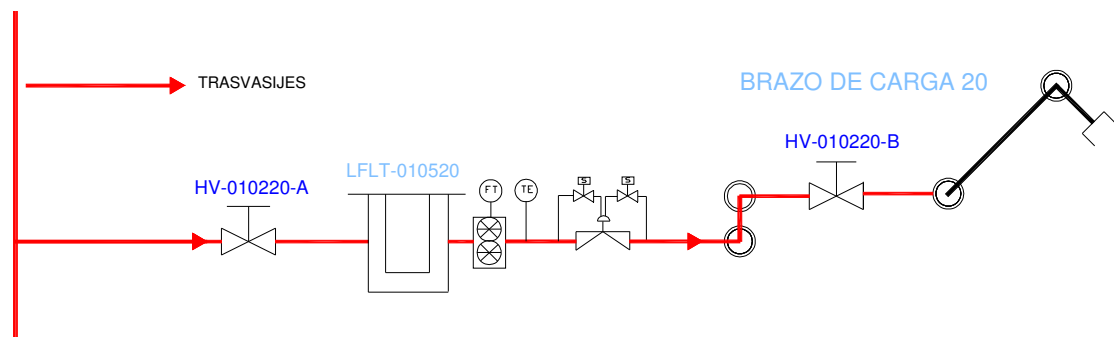 TRASVASIJES
BRAZO DE CARGA 20
HV-010220-B
LFLT-010520
HV-010220-A
FT
TE
S
S